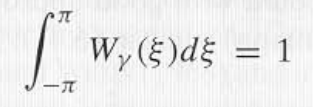 ∫_{-π}^{π} W_γ(ξ)dξ = 1